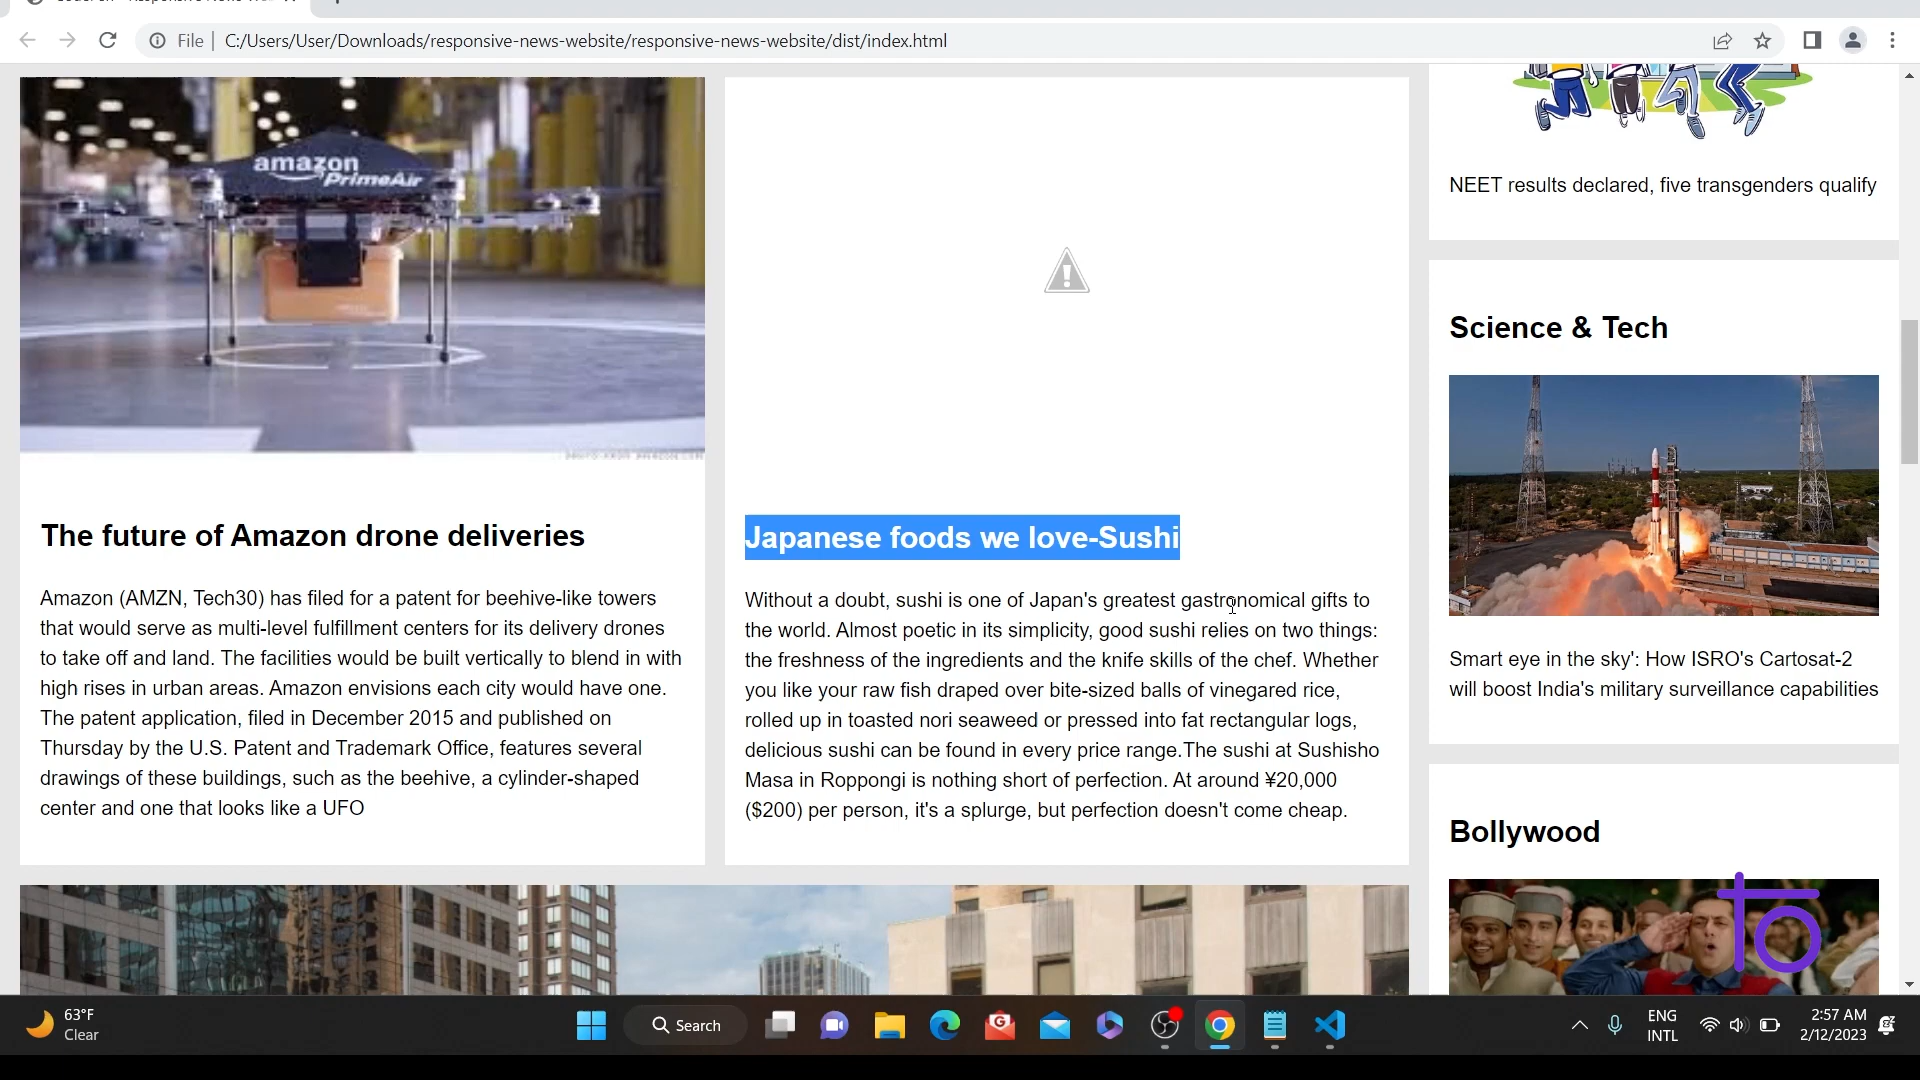 File
C:/Users/User/Downloads/responsive-news-website/responsive-news-website/dist/index.html
amazon
PrimeAir
The future of Amazon drone deliveries
Amazon (AMZN, Tech30) has filed for a patent for beehive-like towers
that would serve as multi-level fulfillment centers for its delivery drones
to take off and land. The facilities would be built vertically to blend in with
high rises in urban areas. Amazon envisions each city would have one.
The patent application, filed in December 2015 and published on
Thursday by the U.S. Patent and Trademark Office, features several
drawings of these buildings, such as the beehive, a cylinder-shaped
center and one that looks like a UFO
Japanese foods we love-Sushi
Without a doubt, sushi is one of Japan's greatest gastronomical gifts to
the world. Almost poetic in its simplicity, good sushi relies on two things:
the freshness of the ingredients and the knife skills of the chef. Whether
you like your raw fish draped over bite-sized balls of vinegared rice,
rolled up in toasted nori seaweed or pressed into fat rectangular logs,
delicious sushi can be found in every price range.The sushi at Sushisho
Masa in Roppongi is nothing short of perfection. At around ¥20,000
($200) per person, it's a splurge, but perfection doesn't come cheap.
NEET results declared, five transgenders qualify
Science & Tech
Smart eye in the sky': How ISRO's Cartosat-2
will boost India's military surveillance capabilities
Bollywood
63°F
Clear
Search
ENG
INTL
2:57 AM
2/12/2023